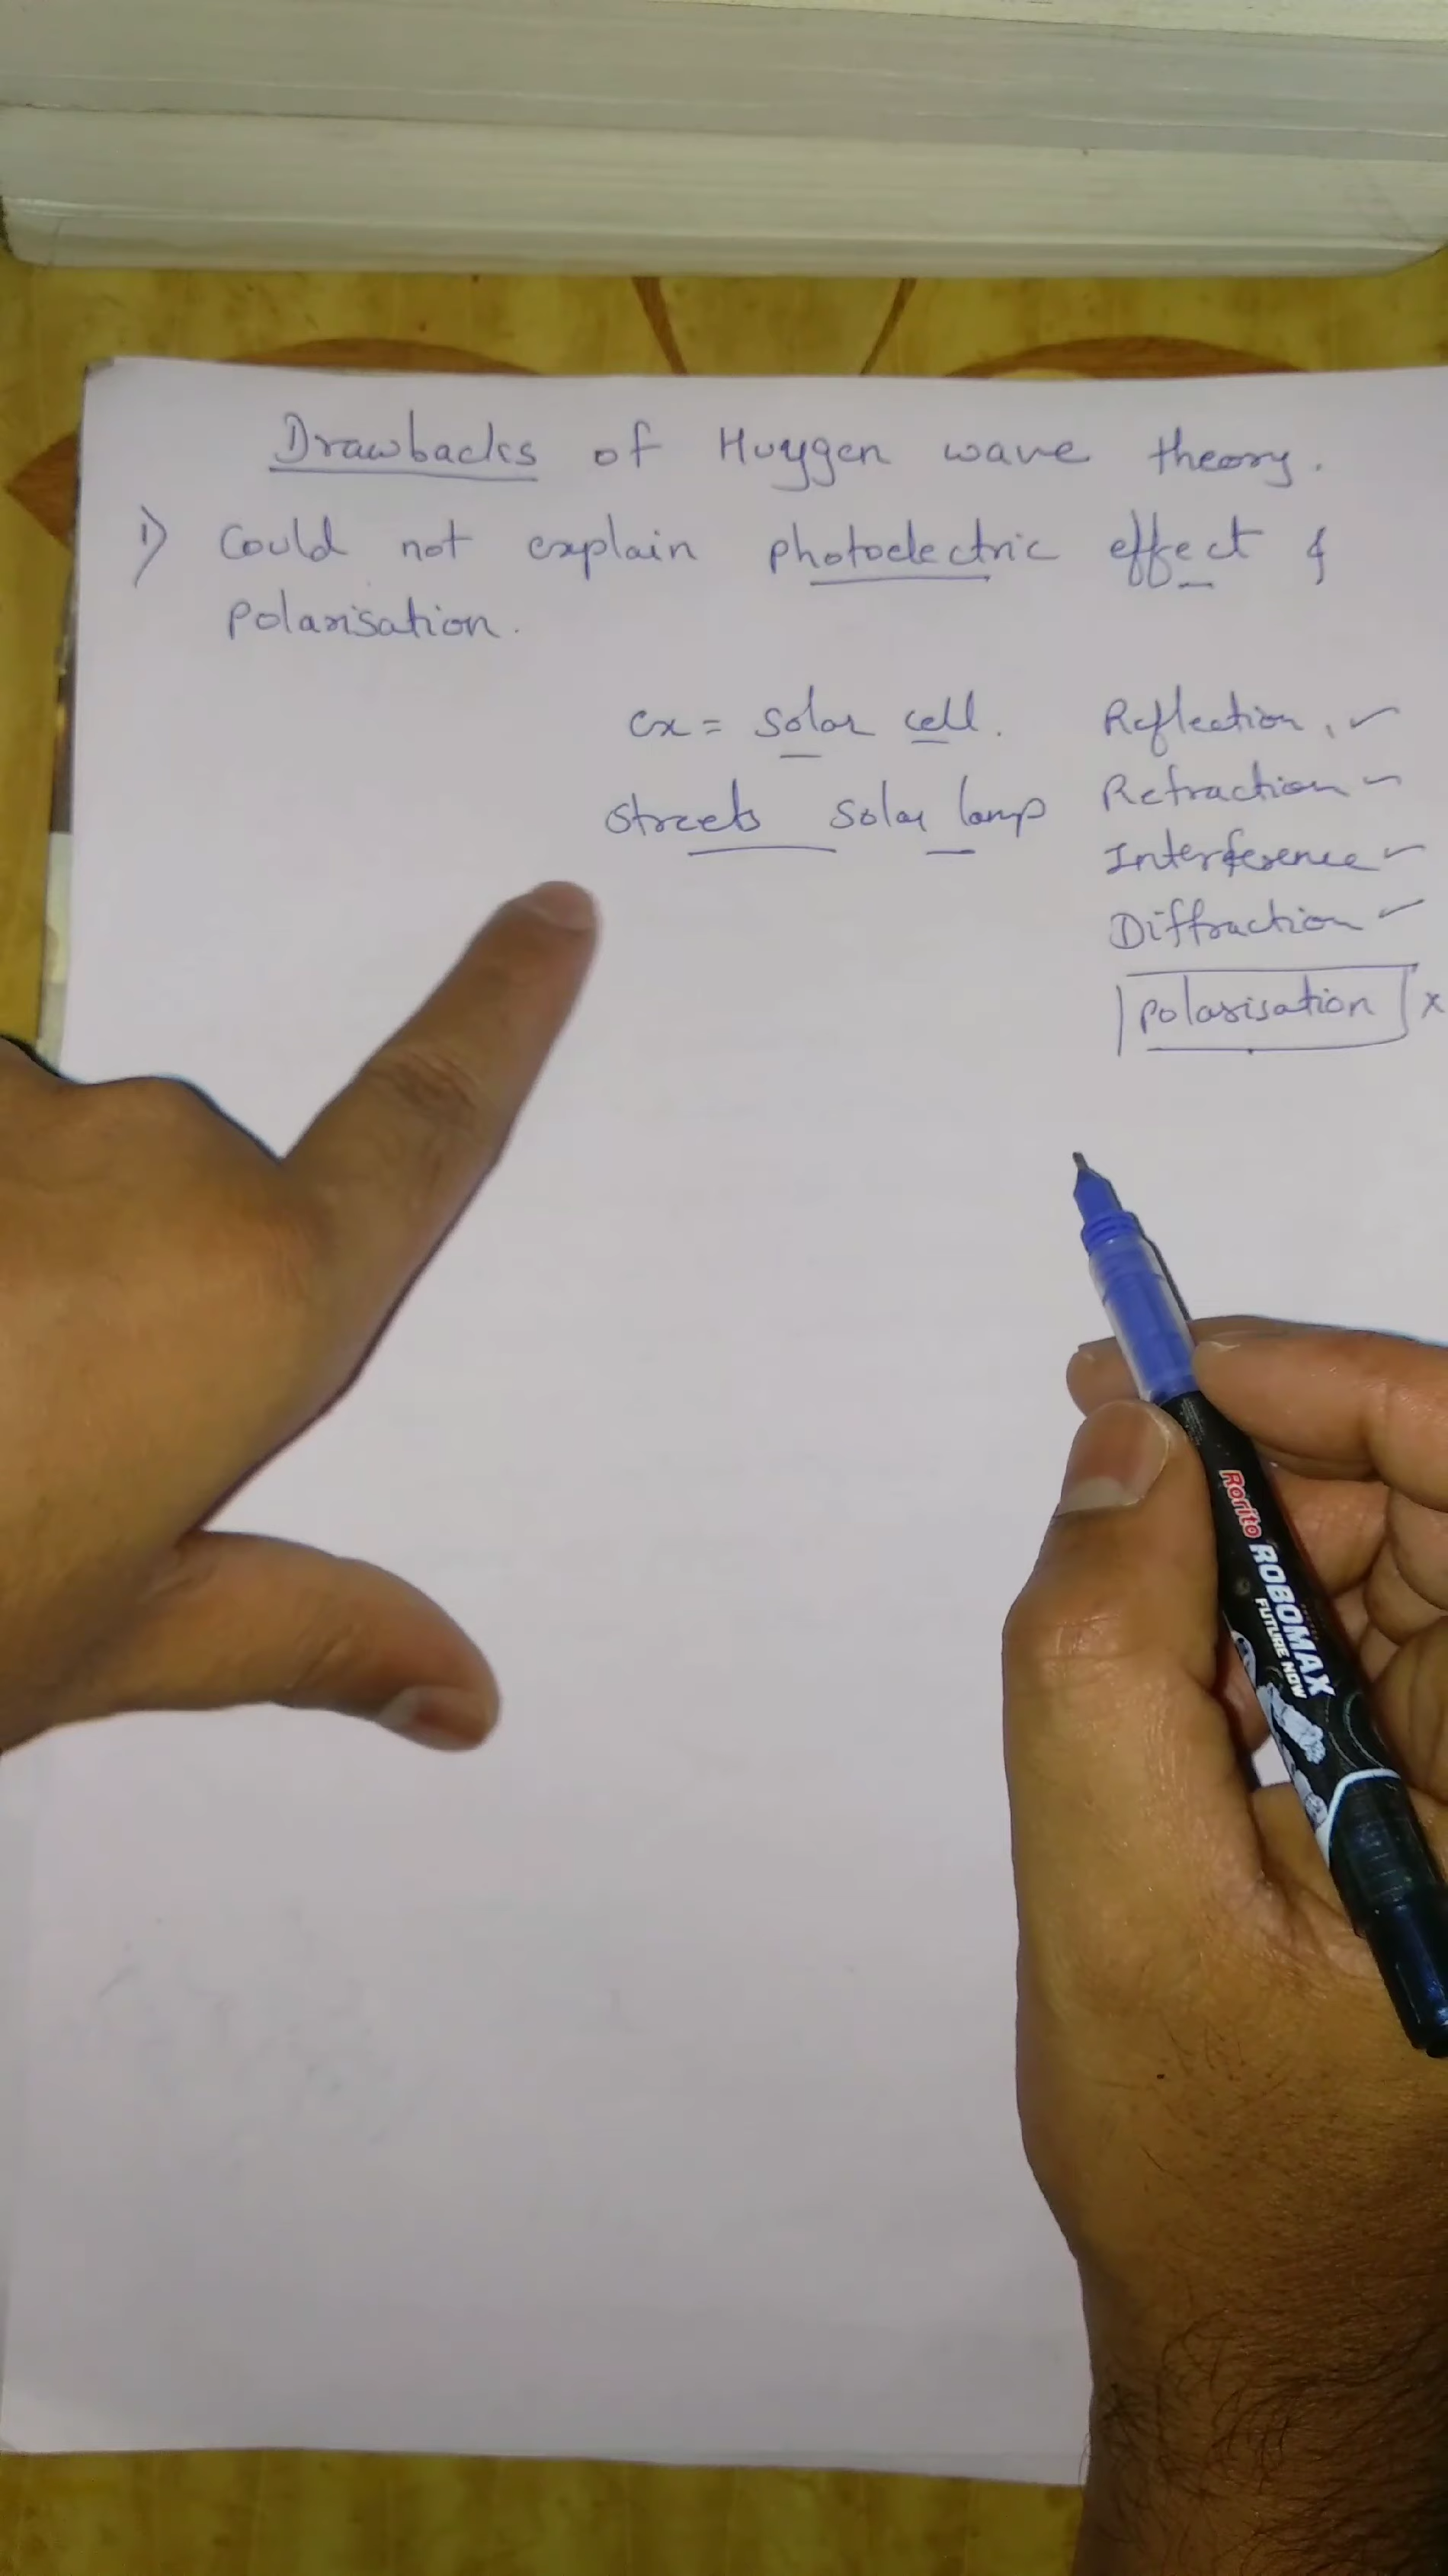 Drawbacks of Huygen wave theory.
1) Could not explain photoelectric effect &
polarisation.
ex = solar cell.
streets solar lamp
Reflection, ✓
Refraction ✓
Interference ✓
Diffraction ✓
polarisation x
Rorito ROBOMAX
FUTURE NOW